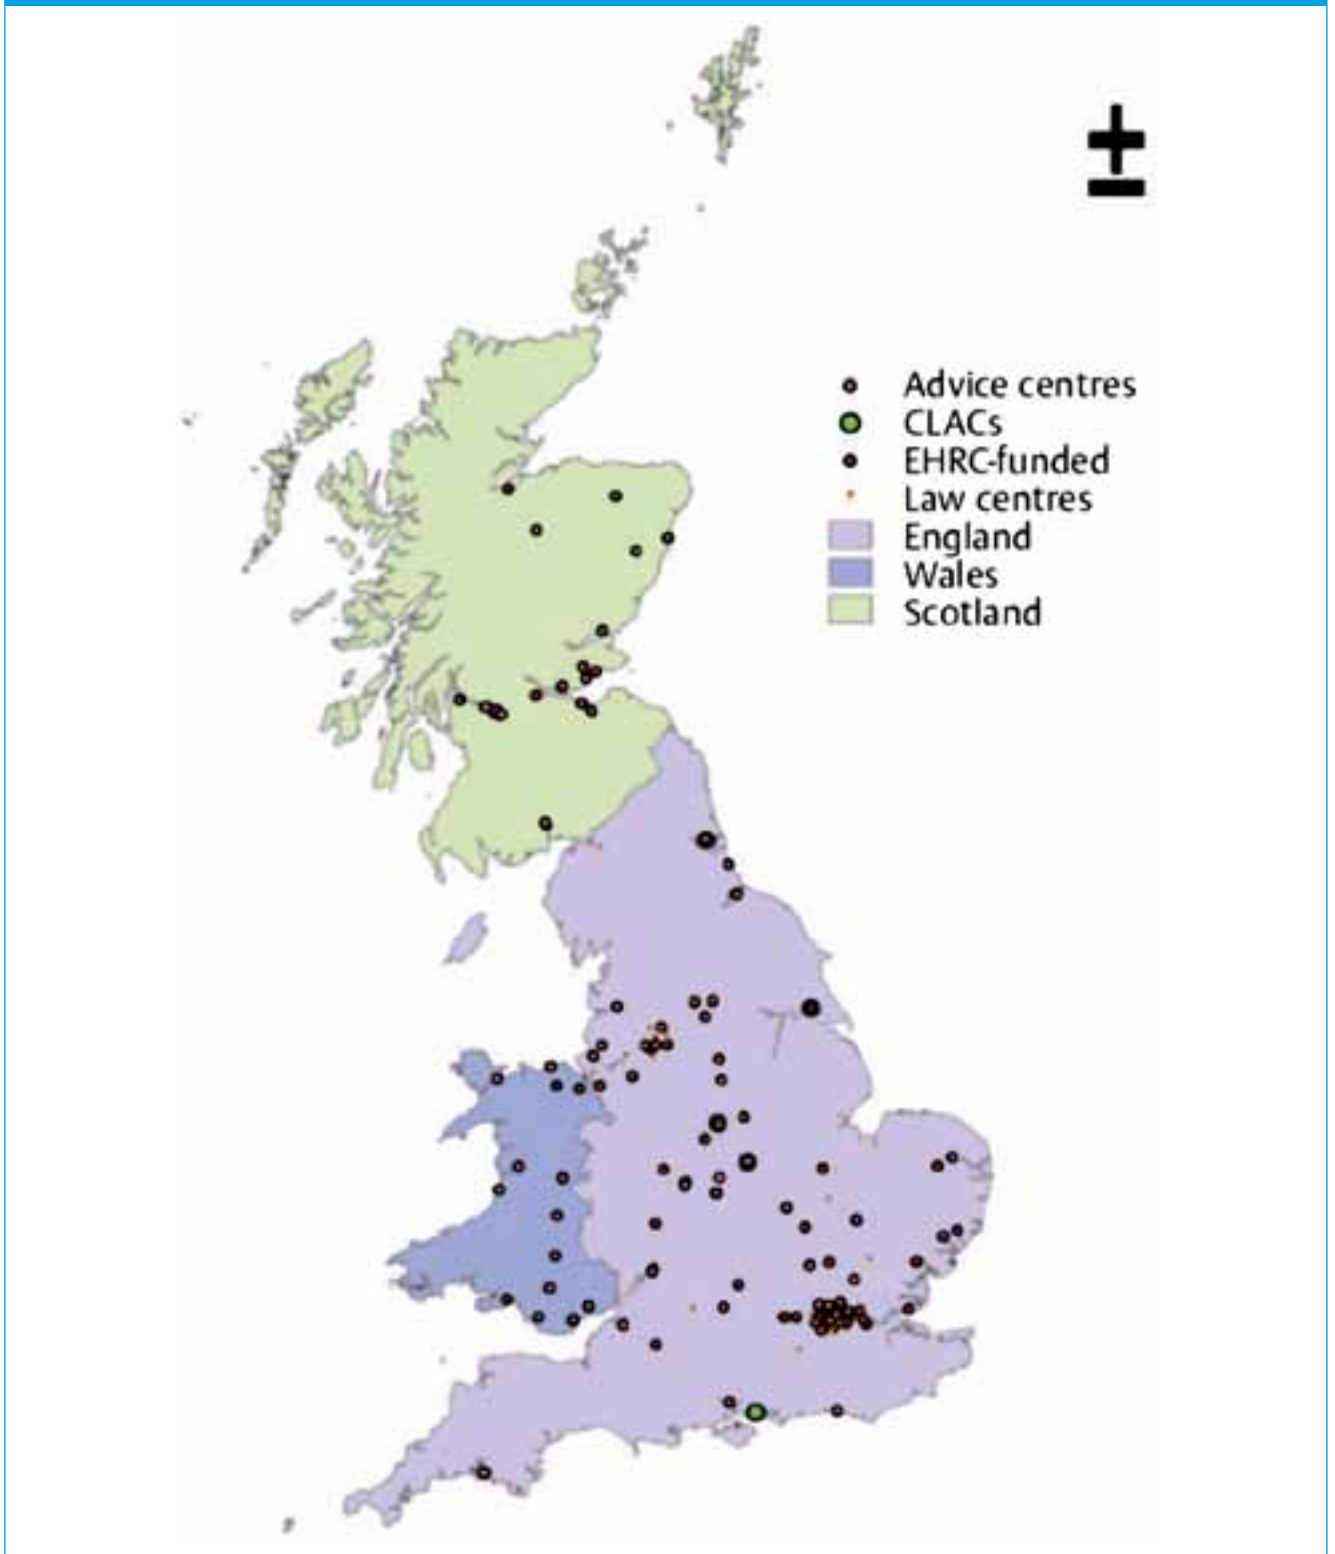 Advice centres
CLACs
EHRC-funded
Law centres
England
Wales
Scotland